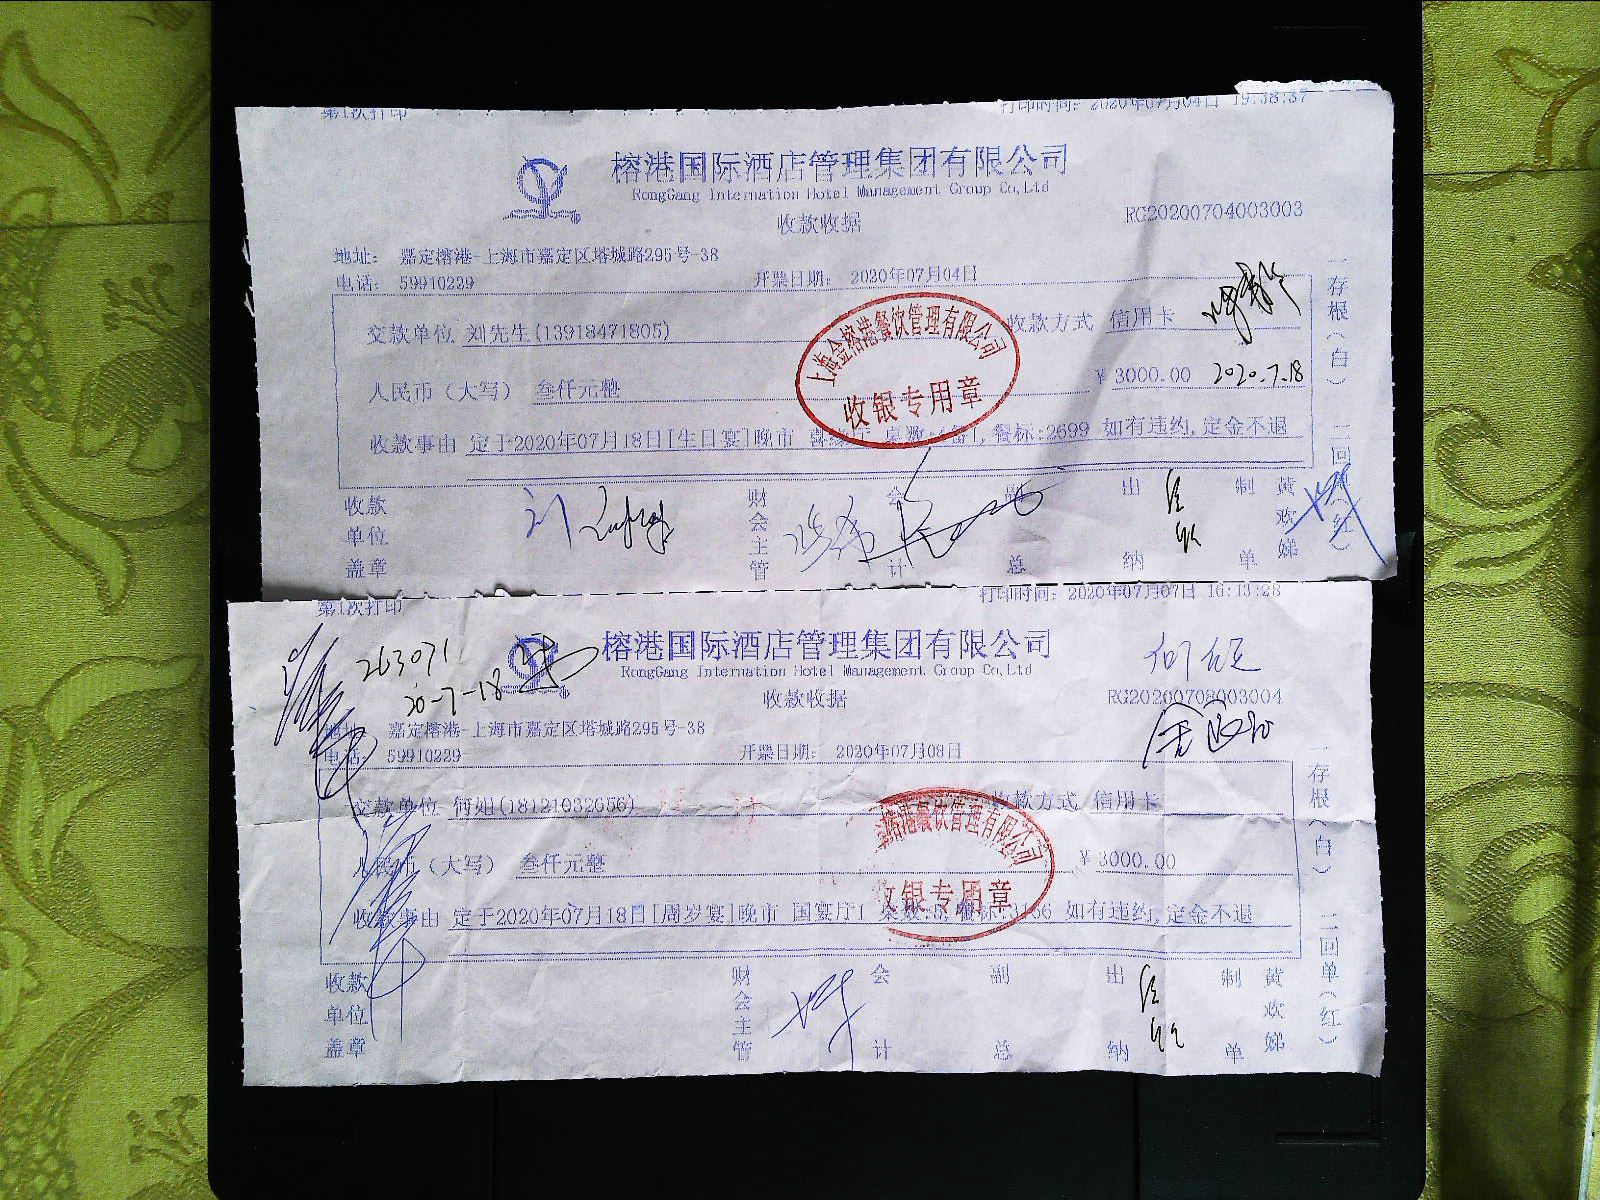 第1次打印 打印时间：2020年07月04日 19:38:37
榕港国际酒店管理集团有限公司
RongGang Internation Hotel Management Group Co,Ltd
收款收据
RG20200704003003
地址： 嘉定榕港-上海市嘉定区塔城路295号-38
电话： 59910229 开票日期： 2020年07月04日
交款单位 刘先生(13918471805) 收款方式 信用卡
人民币（大写） 叁仟元整 ￥3000.00 2020.7.18
收款事由 定于2020年07月18日[生日宴]晚市 餐标:2699 如有违约,定金不退
上海金榕港餐饮管理有限公司
收银专用章
一存根（白） 二回单（红）
收款单位盖章 刘 财会主管 会计 副总 出纳 制单 黄欢娣
第1次打印 打印时间：2020年07月07日 16:13:28
263071
20-7-18
榕港国际酒店管理集团有限公司
RongGang Internation Hotel Management Group Co,Ltd
收款收据
RG20200708003004
地址 嘉定榕港-上海市嘉定区塔城路295号-38
电话 59910229 开票日期： 2020年07月08日
交款单位 何如(18121032656) 收款方式 信用卡
人民币（大写） 叁仟元整 ￥3000.00
收款事由 定于2020年07月18日[周岁宴]晚市 国宴厅1 如有违约,定金不退
榕港餐饮管理有限公司
收银专用章
一存根（白） 二回单（红）
收款单位盖章 财会主管 会计 副总 出纳 制单 黄欢娣